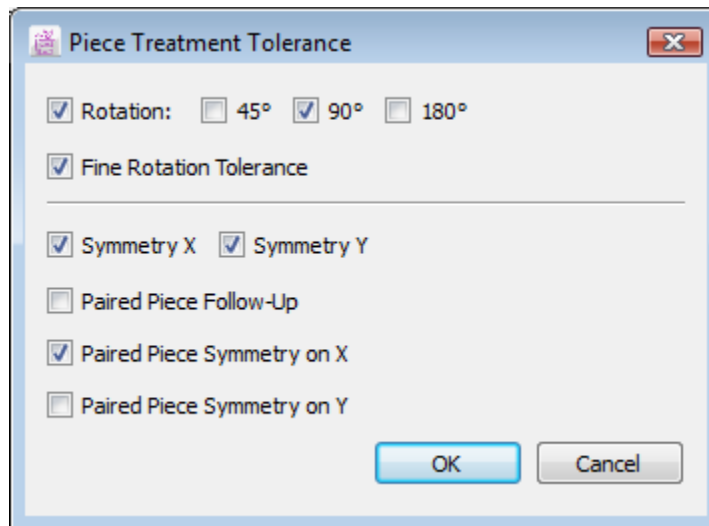 Piece Treatment Tolerance
Rotation: 45° 90° 180°
Fine Rotation Tolerance
Symmetry X Symmetry Y
Paired Piece Follow-Up
Paired Piece Symmetry on X
Paired Piece Symmetry on Y
OK Cancel